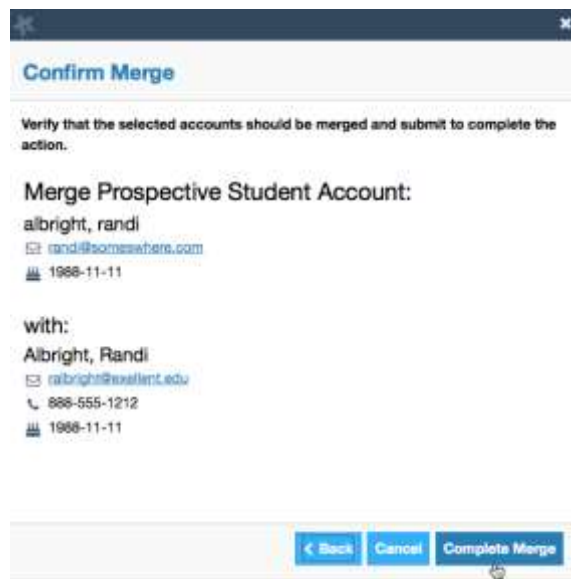 Confirm Merge
Verify that the selected accounts should be merged and submit to complete the
action.
Merge Prospective Student Account:
albright, randi
randi@someswhere.com
1988-11-11
with:
Albright, Randi
ralbright@exellent.edu
888-555-1212
1988-11-11
< Back Cancel Complete Merge